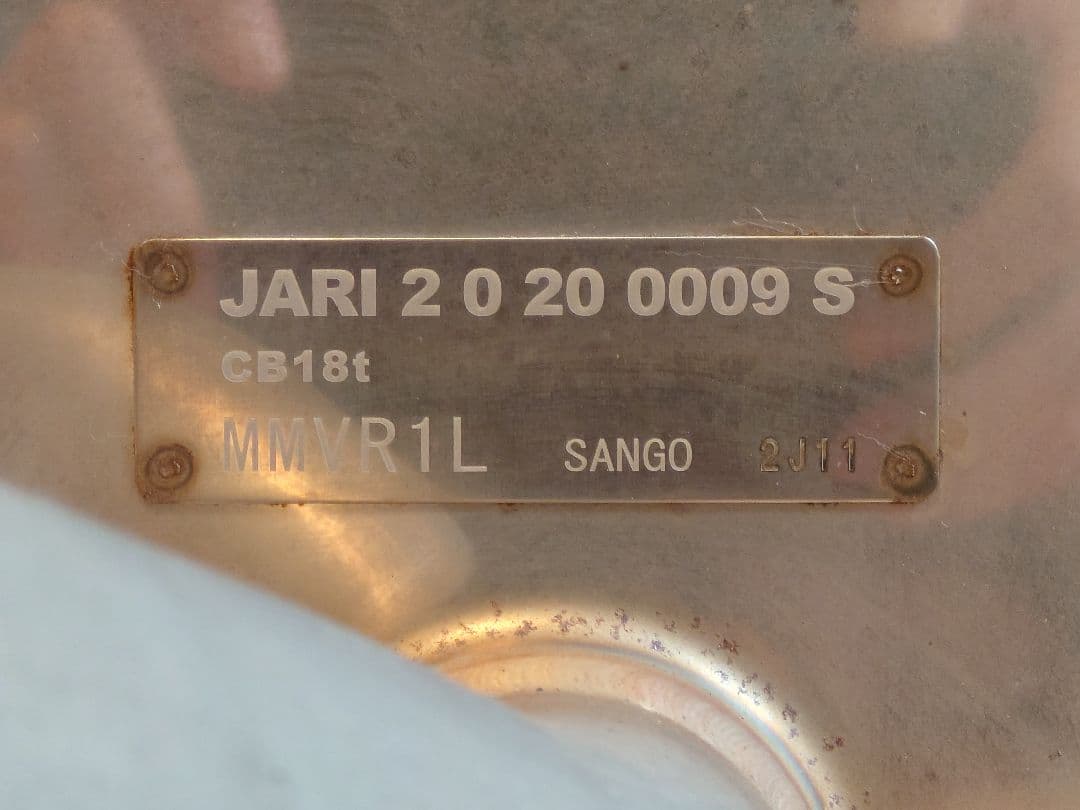 JARI 2 0 20 0009 S
CB18t
MMVR1L SANGO 2J11